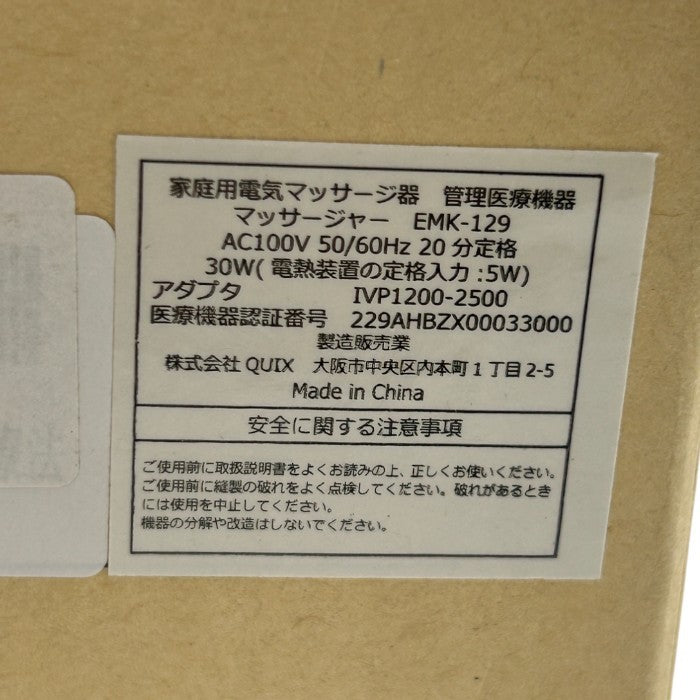 家庭用電気マッサージ器　管理医療機器
マッサージャー　EMK-129
AC100V 50/60Hz 20 分定格
30W( 電熱装置の定格入力 :5W)
アダプタ　IVP1200-2500
医療機器認証番号　229AHBZX00033000
製造販売業
株式会社 QUIX　大阪市中央区内本町 1 丁目 2-5
Made in China
安全に関する注意事項
ご使用前に取扱説明書をよくお読みの上、正しくお使いください。
ご使用前に縫製の破れをよく点検してください。破れがあるとき
には使用を中止してください。
機器の分解や改造はしないでください。